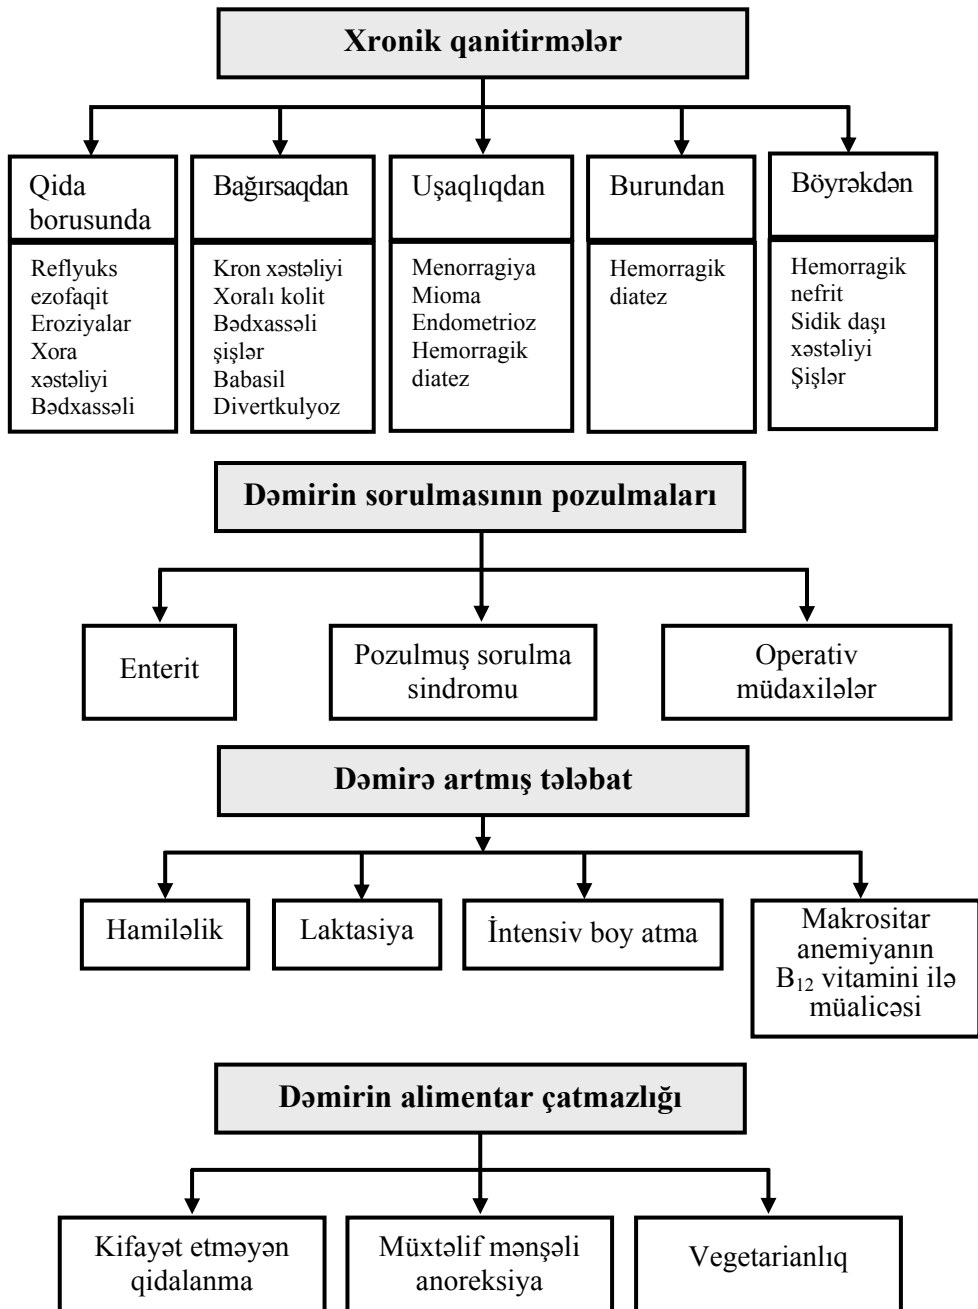 Xronik qanitirmələr
Qida
borusunda
Reflyuks
ezofaqit
Eroziyalar
Xora
xəstəliyi
Bədxassəli
Bağırsaqdan
Kron xəstəliyi
Xoralı kolit
Bədxassəli
şişlər
Babasil
Divertkulyoz
Uşaqlıqdan
Menorragiya
Mioma
Endometrioz
Hemorragik
diatez
Burundan
Hemorragik
diatez
Böyrəkdən
Hemorragik
nefrit
Sidik daşı
xəstəliyi
Şişlər
Dəmirin sorulmasının pozulmaları
Enterit
Pozulmuş sorulma
sindromu
Operativ
müdaxilələr
Dəmirə artmış tələbat
Hamiləlik
Laktasiya
İntensiv boy atma
Makrositar
anemiyanın
B₁₂ vitamini ilə
müalicəsi
Dəmirin alimentar çatmazlığı
Kifayət etməyən
qidalanma
Müxtəlif mənşəli
anoreksiya
Vegetarianlıq